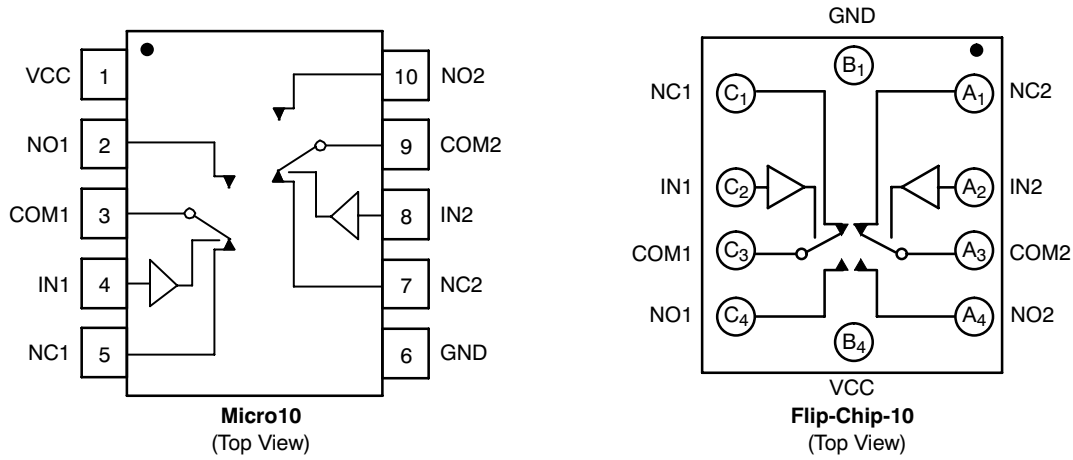 VCC 1
10 NO2
NO1 2
9 COM2
COM1 3
8 IN2
IN1 4
7 NC2
NC1 5
6 GND
Micro10
(Top View)
GND
B1
NC1 C1
A1 NC2
IN1 C2
A2 IN2
COM1 C3
A3 COM2
NO1 C4
A4 NO2
B4
VCC
Flip-Chip-10
(Top View)